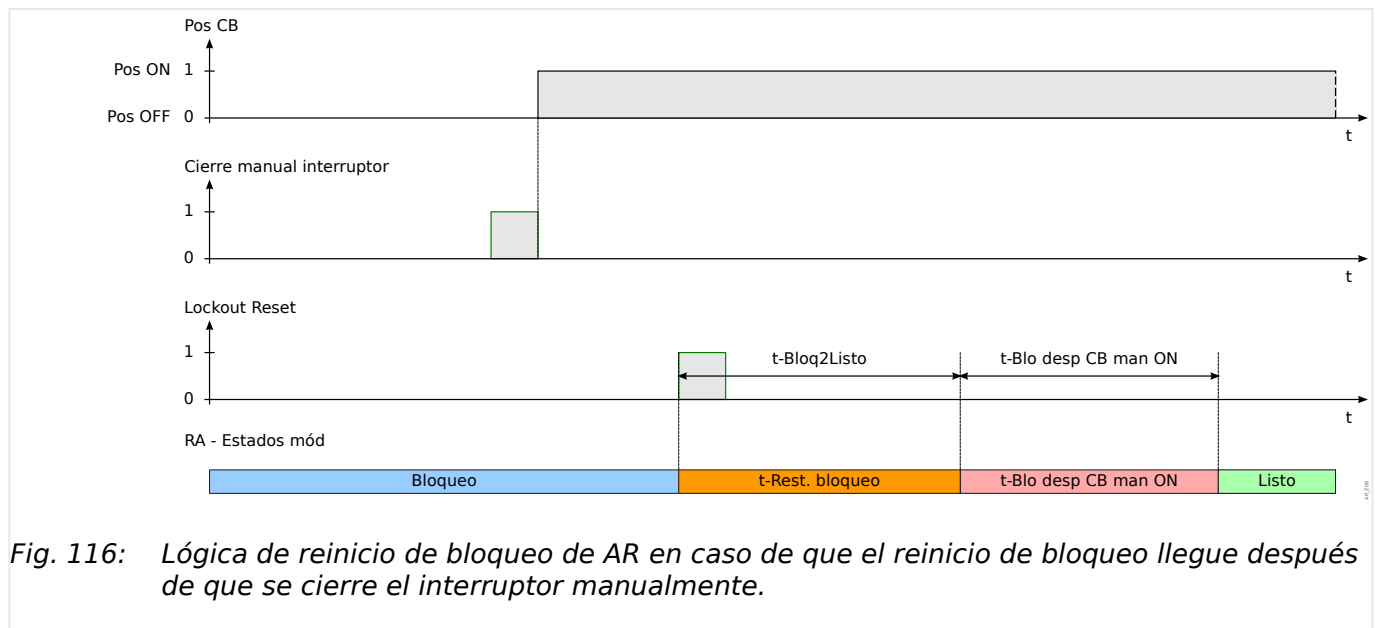 Pos CB
Pos ON 1
Pos OFF 0
t
Cierre manual interruptor
1
0
t
Lockout Reset
1
t-Bloq2Listo
t-Blo desp CB man ON
0
t
RA - Estados mód
Bloqueo
t-Rest. bloqueo
t-Blo desp CB man ON
Listo
Fig. 116: Lógica de reinicio de bloqueo de AR en caso de que el reinicio de bloqueo llegue después
de que se cierre el interruptor manualmente.